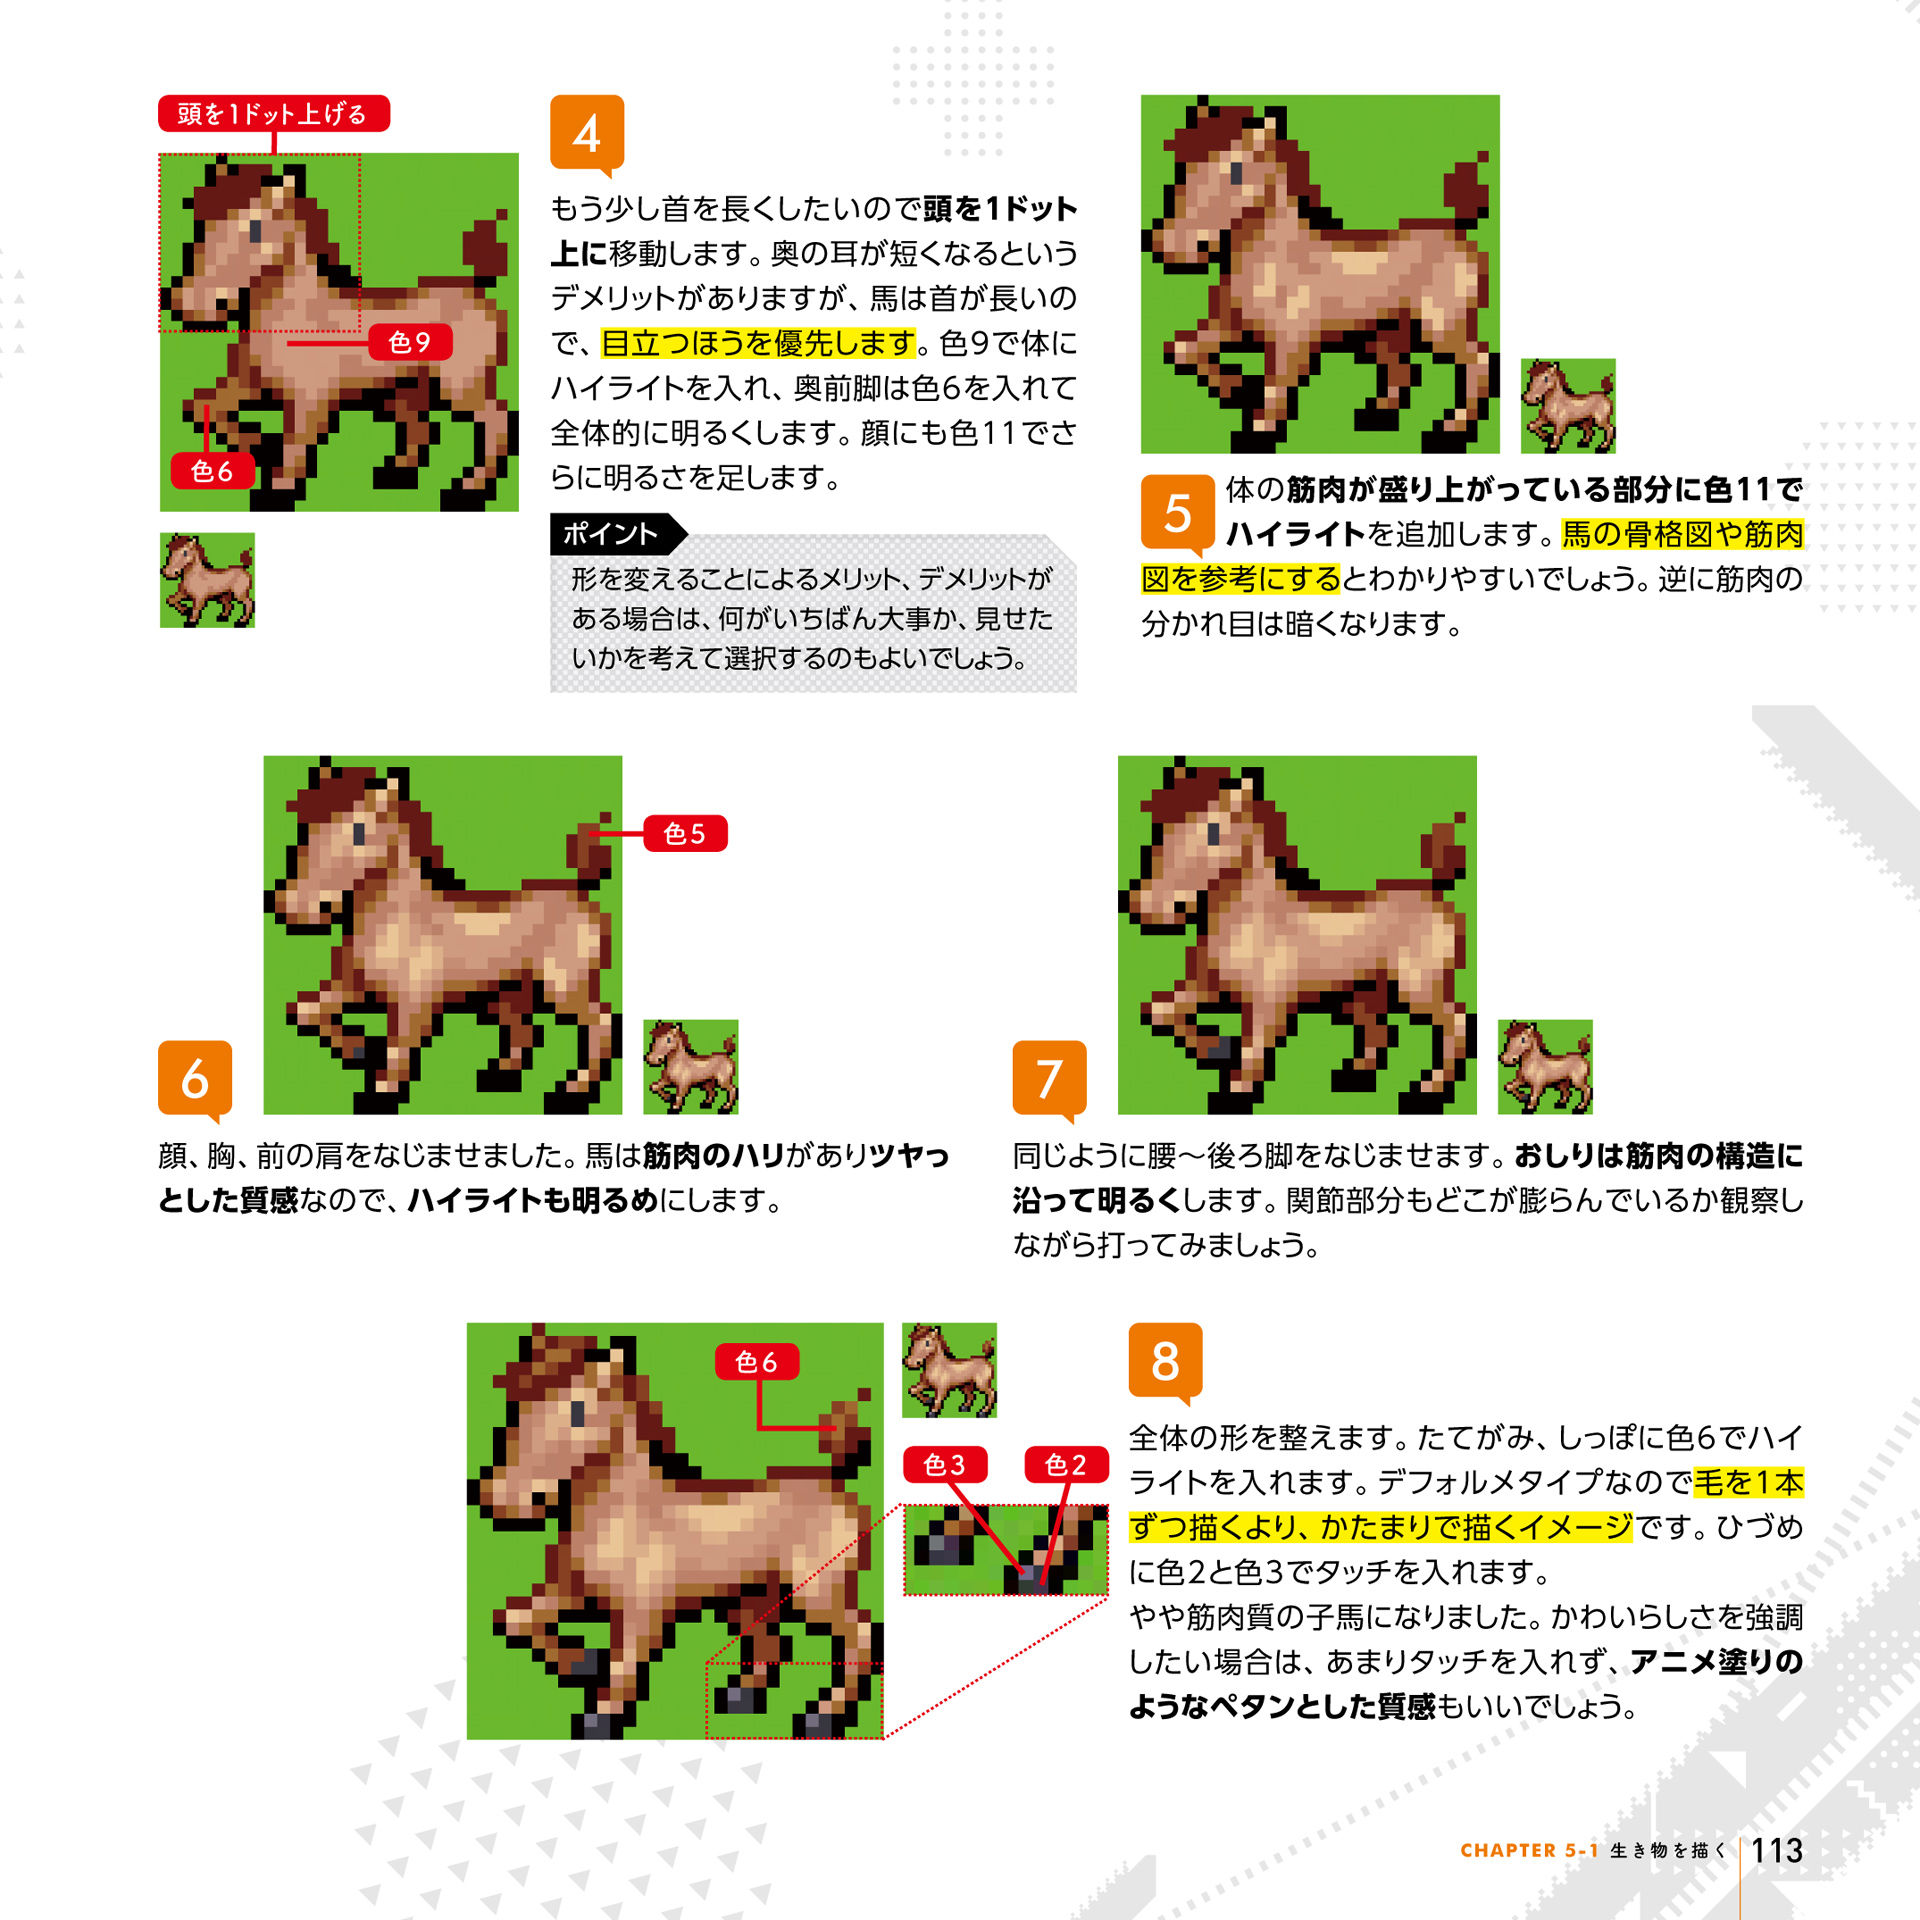 頭を1ドット上げる
色9
色6
4
もう少し首を長くしたいので頭を1ドット
上に移動します。奥の耳が短くなるという
デメリットがありますが、馬は首が長いの
で、目立つほうを優先します。色9で体に
ハイライトを入れ、奥前脚は色6を入れて
全体的に明るくします。顔にも色11でさ
らに明るさを足します。
ポイント
形を変えることによるメリット、デメリットが
ある場合は、何がいちばん大事か、見せた
いかを考えて選択するのもよいでしょう。
5
体の筋肉が盛り上がっている部分に色11で
ハイライトを追加します。馬の骨格図や筋肉
図を参考にするとわかりやすいでしょう。逆に筋肉の
分かれ目は暗くなります。
色5
6
顔、胸、前の肩をなじませました。馬は筋肉のハリがありツヤっ
とした質感なので、ハイライトも明るめにします。
7
同じように腰～後ろ脚をなじませます。おしりは筋肉の構造に
沿って明るくします。関節部分もどこが膨らんでいるか観察し
ながら打ってみましょう。
色6
色3
色2
8
全体の形を整えます。たてがみ、しっぽに色6でハイ
ライトを入れます。デフォルメタイプなので毛を1本
ずつ描くより、かたまりで描くイメージです。ひづめ
に色2と色3でタッチを入れます。
やや筋肉質の子馬になりました。かわいらしさを強調
したい場合は、あまりタッチを入れず、アニメ塗りの
ようなペタンとした質感もいいでしょう。
CHAPTER 5-1 生き物を描く 113